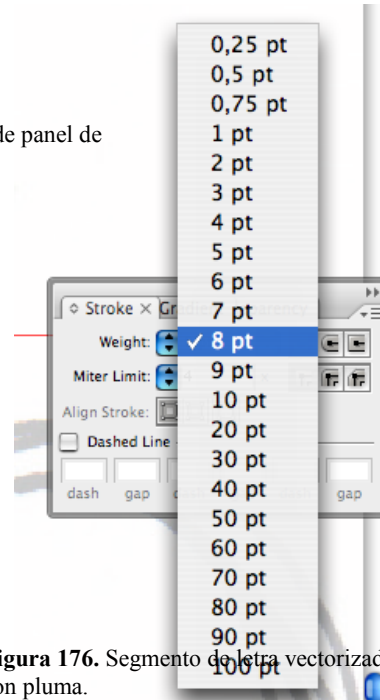 0,25 pt
0,5 pt
0,75 pt
de panel de
1 pt
2 pt
3 pt
4 pt
5 pt
6 pt
Stroke
7 pt
Weight:
✓ 8 pt
Miter Limit:
9 pt
10 pt
Align Stroke:
20 pt
Dashed Line
30 pt
dash gap gap
40 pt
50 pt
60 pt
70 pt
80 pt
90 pt
igura 176. Segmento de letra vectorizad
100 pt
on pluma.